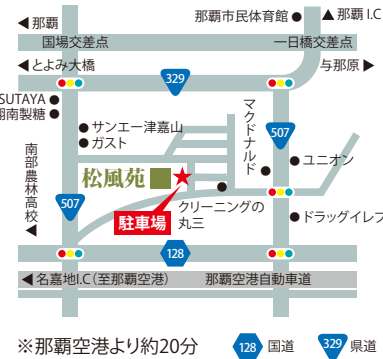 ◀那覇
那覇市民体育館
▲那覇I.C
国場交差点
一日橋交差点
◀とよみ大橋
329
与那原▶
SUTAYA
翔南製糖
サンエー津嘉山
ガスト
マクドナルド
507
ユニオン
南部農林高校
◀
松風苑
507
駐車場
クリーニングの
丸三
ドラッグイレブ
128
◀名嘉地I.C(至那覇空港)
那覇空港自動車道
※那覇空港より約20分
128 国道
329 県道